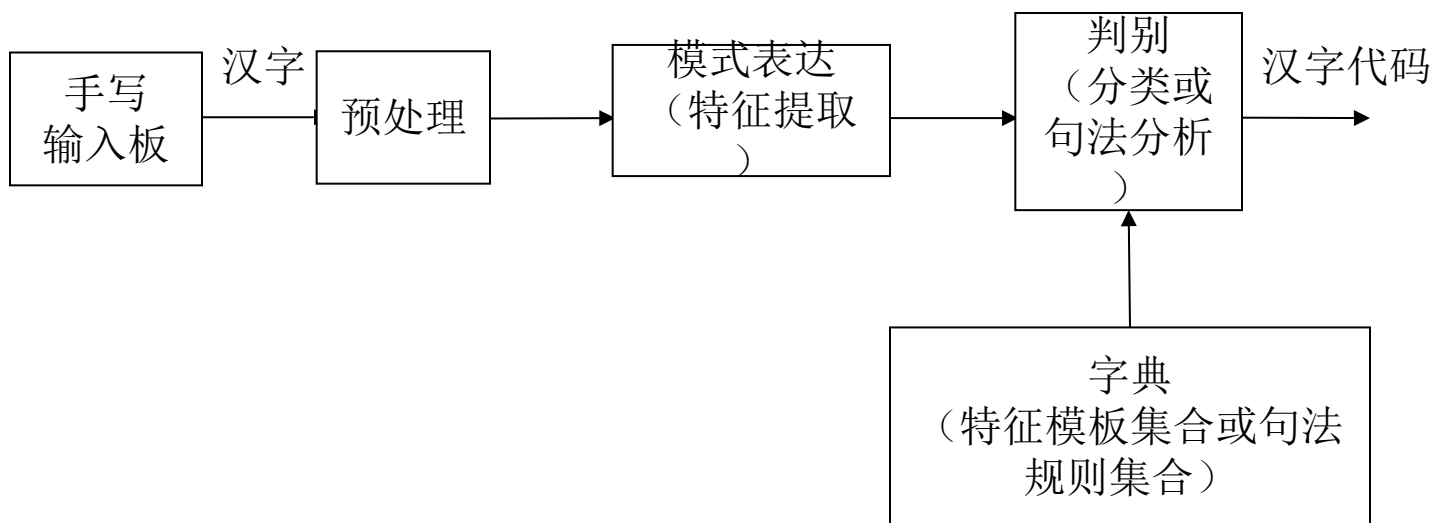 手写
输入板
汉字
预处理
模式表达
（特征提取
）
判别
（分类或
句法分析
）
汉字代码
字典
（特征模板集合或句法
规则集合）